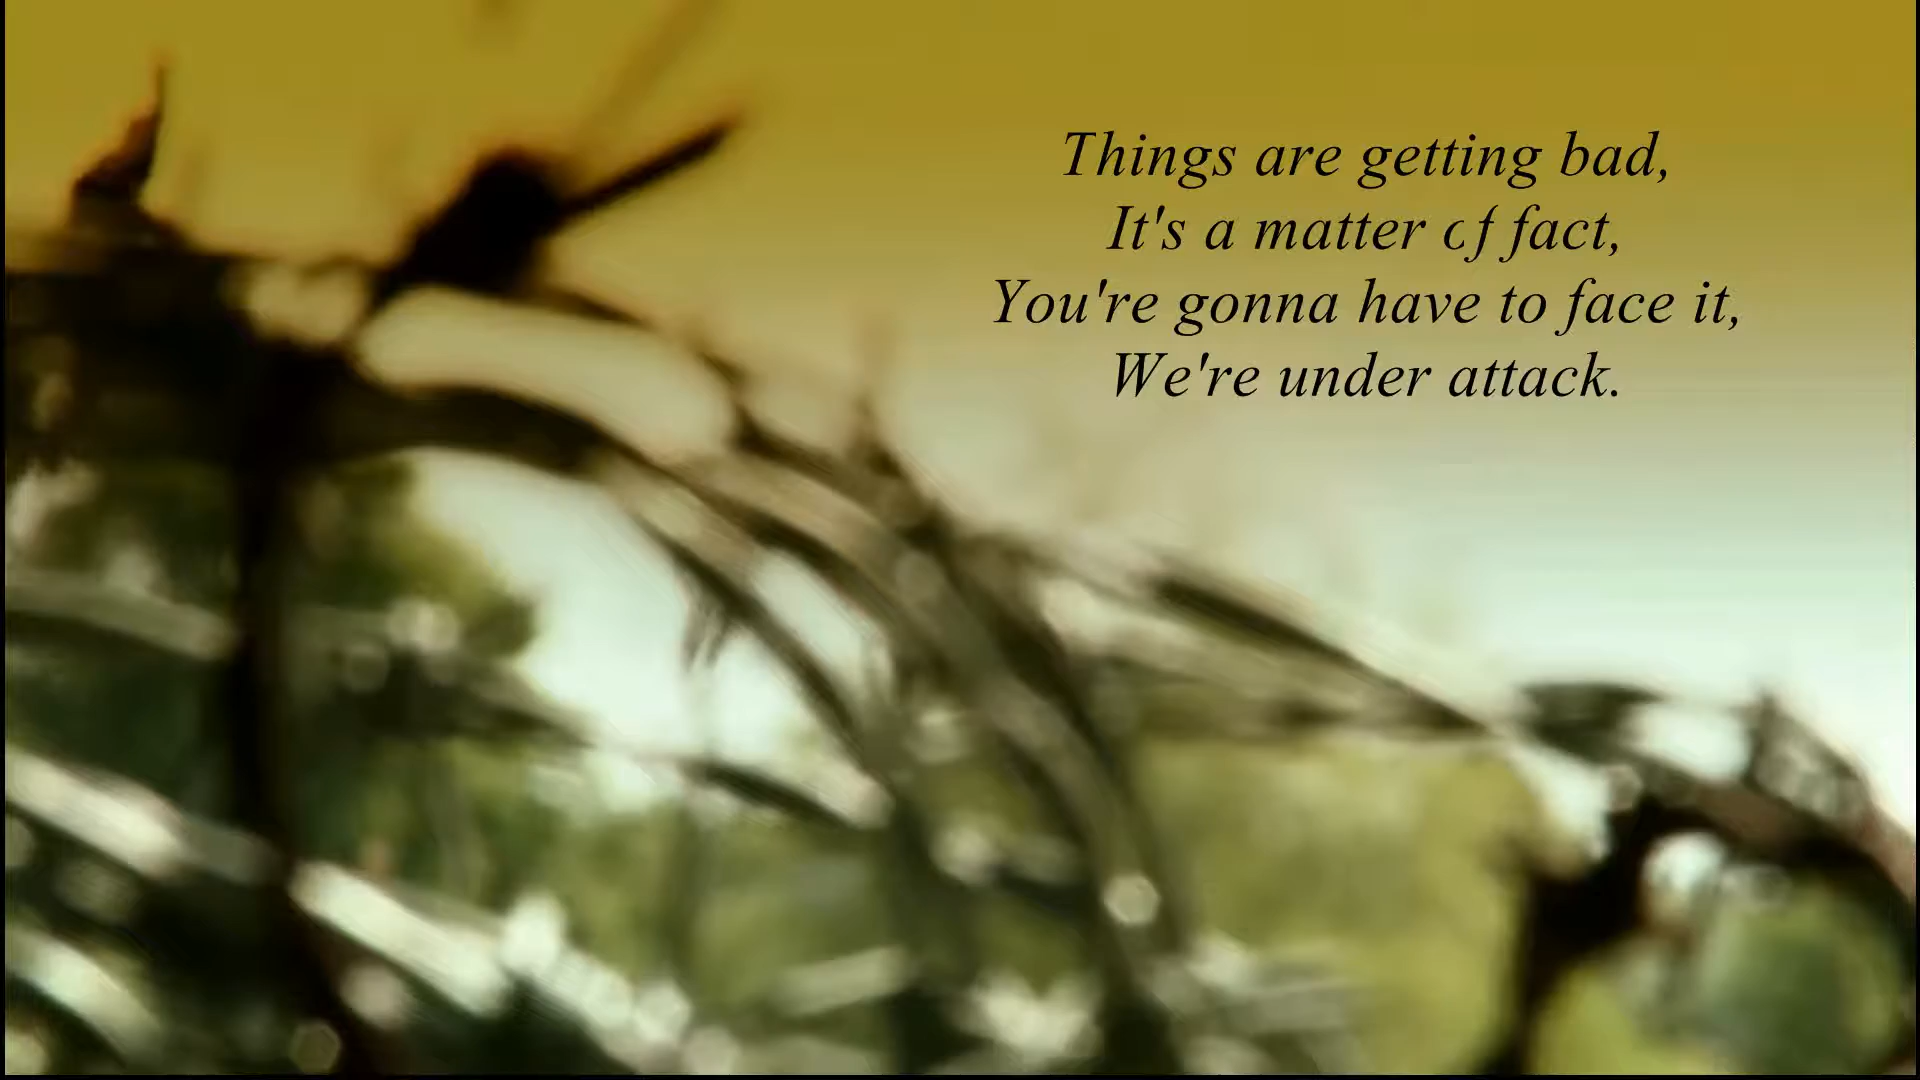 Things are getting bad,
It's a matter of fact,
You're gonna have to face it,
We're under attack.